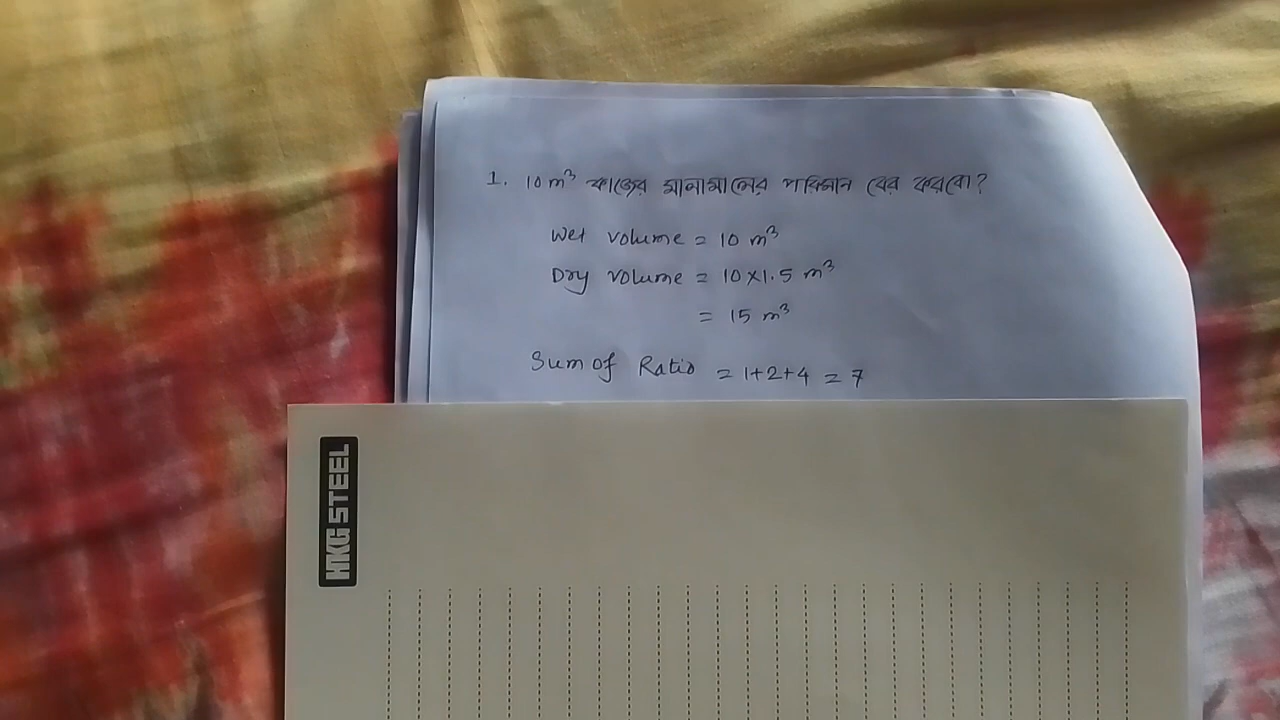 1. 10 m³ কাজের মালামালের পরিমান বের করবো?
Wet volume = 10 m³
Dry volume = 10×1.5 m³
= 15 m³
Sum of Ratio = 1+2+4 = 7
HKG STEEL